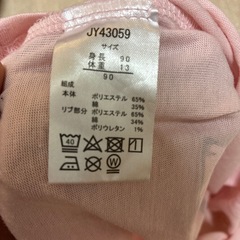 JY43059
サイズ
身長 90
体重 13
90
組成
本体 ポリエステル 65%
綿 35%
リブ部分 ポリエステル 65%
綿 34%
ポリウレタン 1%
40
W